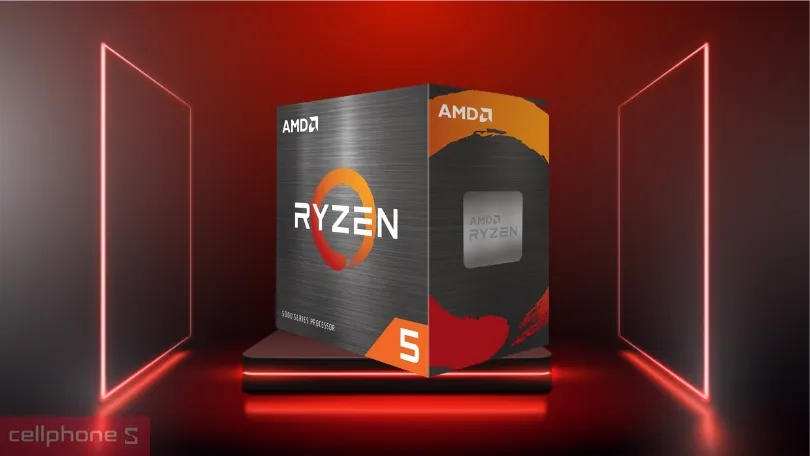 AMD
RYZEN
5000 SERIES PROCESSOR
5
AMD
AMD
RYZEN
cellphone S